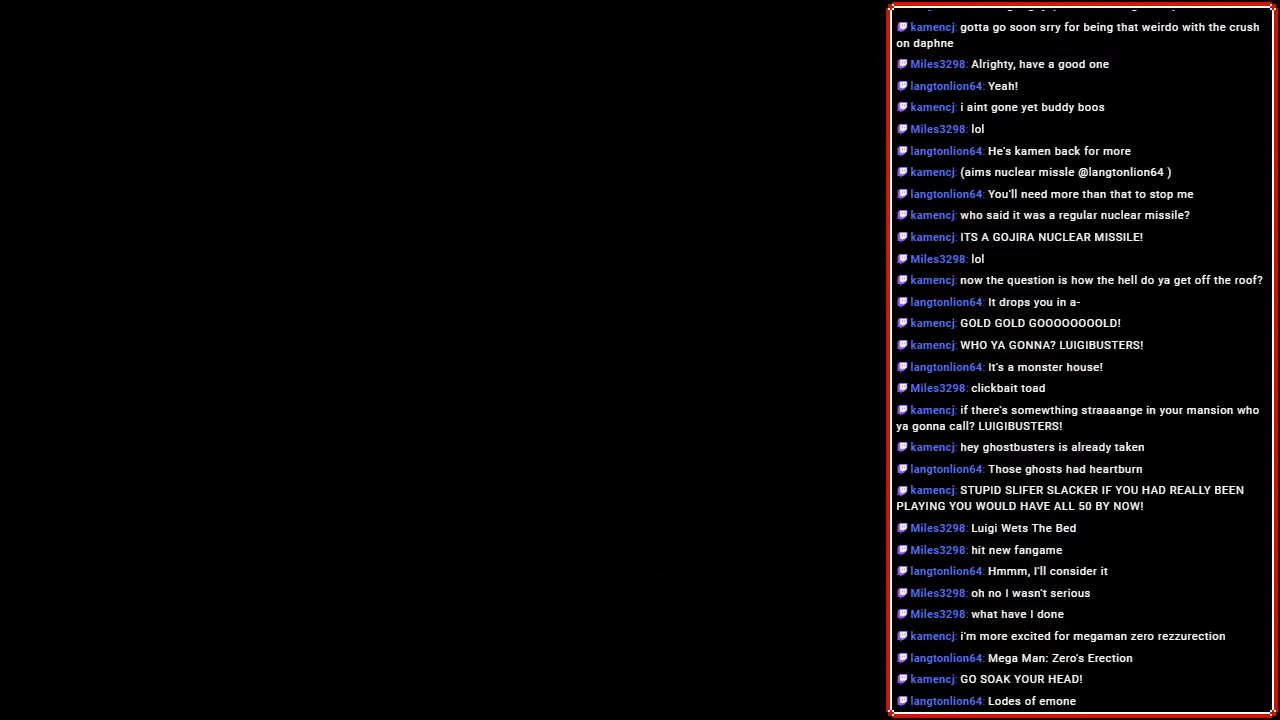 kamencj: gotta go soon srry for being that weirdo with the crush
on daphne
Miles3298: Alrighty, have a good one
langtonlion64: Yeah!
kamencj: i aint gone yet buddy boos
Miles3298: lol
langtonlion64: He's kamen back for more
kamencj: (aims nuclear missle @langtonlion64 )
langtonlion64: You'll need more than that to stop me
kamencj: who said it was a regular nuclear missile?
kamencj: ITS A GOJIRA NUCLEAR MISSILE!
Miles3298: lol
kamencj: now the question is how the hell do ya get off the roof?
langtonlion64: It drops you in a-
kamencj: GOLD GOLD GOOOOOOOOLD!
kamencj: WHO YA GONNA? LUIGIBUSTERS!
langtonlion64: It's a monster house!
Miles3298: clickbait toad
kamencj: if there's somewthing straaaange in your mansion who
ya gonna call? LUIGIBUSTERS!
kamencj: hey ghostbusters is already taken
langtonlion64: Those ghosts had heartburn
kamencj: STUPID SLIFER SLACKER IF YOU HAD REALLY BEEN
PLAYING YOU WOULD HAVE ALL 50 BY NOW!
Miles3298: Luigi Wets The Bed
Miles3298: hit new fangame
langtonlion64: Hmmm, I'll consider it
Miles3298: oh no I wasn't serious
Miles3298: what have I done
kamencj: i'm more excited for megaman zero rezzurection
langtonlion64: Mega Man: Zero's Erection
kamencj: GO SOAK YOUR HEAD!
langtonlion64: Lodes of emone